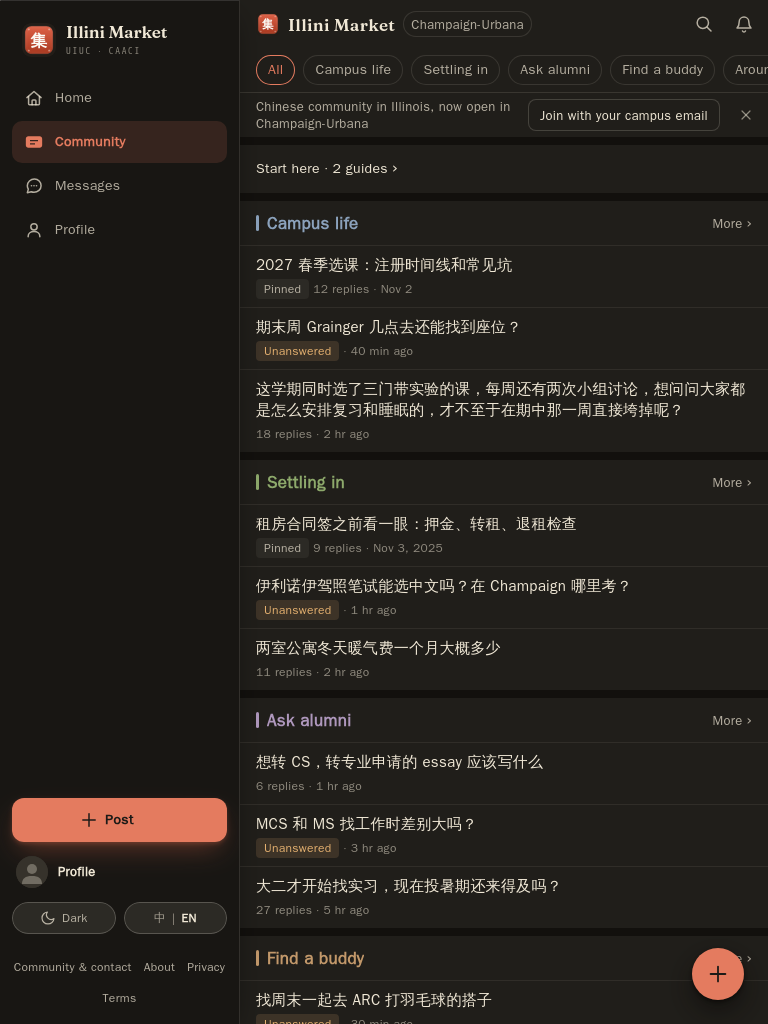 集
Illini Market
UIUC · CAACI
Home
Community
Messages
Profile
Post
Profile
Dark
中 | EN
Community & contact About Privacy
Terms
集 Illini Market Champaign-Urbana
All Campus life Settling in Ask alumni Find a buddy Aroun
Chinese community in Illinois, now open in
Champaign-Urbana
Join with your campus email
Start here · 2 guides ›
Campus life More ›
2027 春季选课：注册时间线和常见坑
Pinned 12 replies · Nov 2
期末周 Grainger 几点去还能找到座位？
Unanswered · 40 min ago
这学期同时选了三门带实验的课，每周还有两次小组讨论，想问问大家都
是怎么安排复习和睡眠的，才不至于在期中那一周直接垮掉呢？
18 replies · 2 hr ago
Settling in More ›
租房合同签之前看一眼：押金、转租、退租检查
Pinned 9 replies · Nov 3, 2025
伊利诺伊驾照笔试能选中文吗？在 Champaign 哪里考？
Unanswered · 1 hr ago
两室公寓冬天暖气费一个月大概多少
11 replies · 2 hr ago
Ask alumni More ›
想转 CS，转专业申请的 essay 应该写什么
6 replies · 1 hr ago
MCS 和 MS 找工作时差别大吗？
Unanswered · 3 hr ago
大二才开始找实习，现在投暑期还来得及吗？
27 replies · 5 hr ago
Find a buddy
找周末一起去 ARC 打羽毛球的搭子
Unanswered · 30 min ago